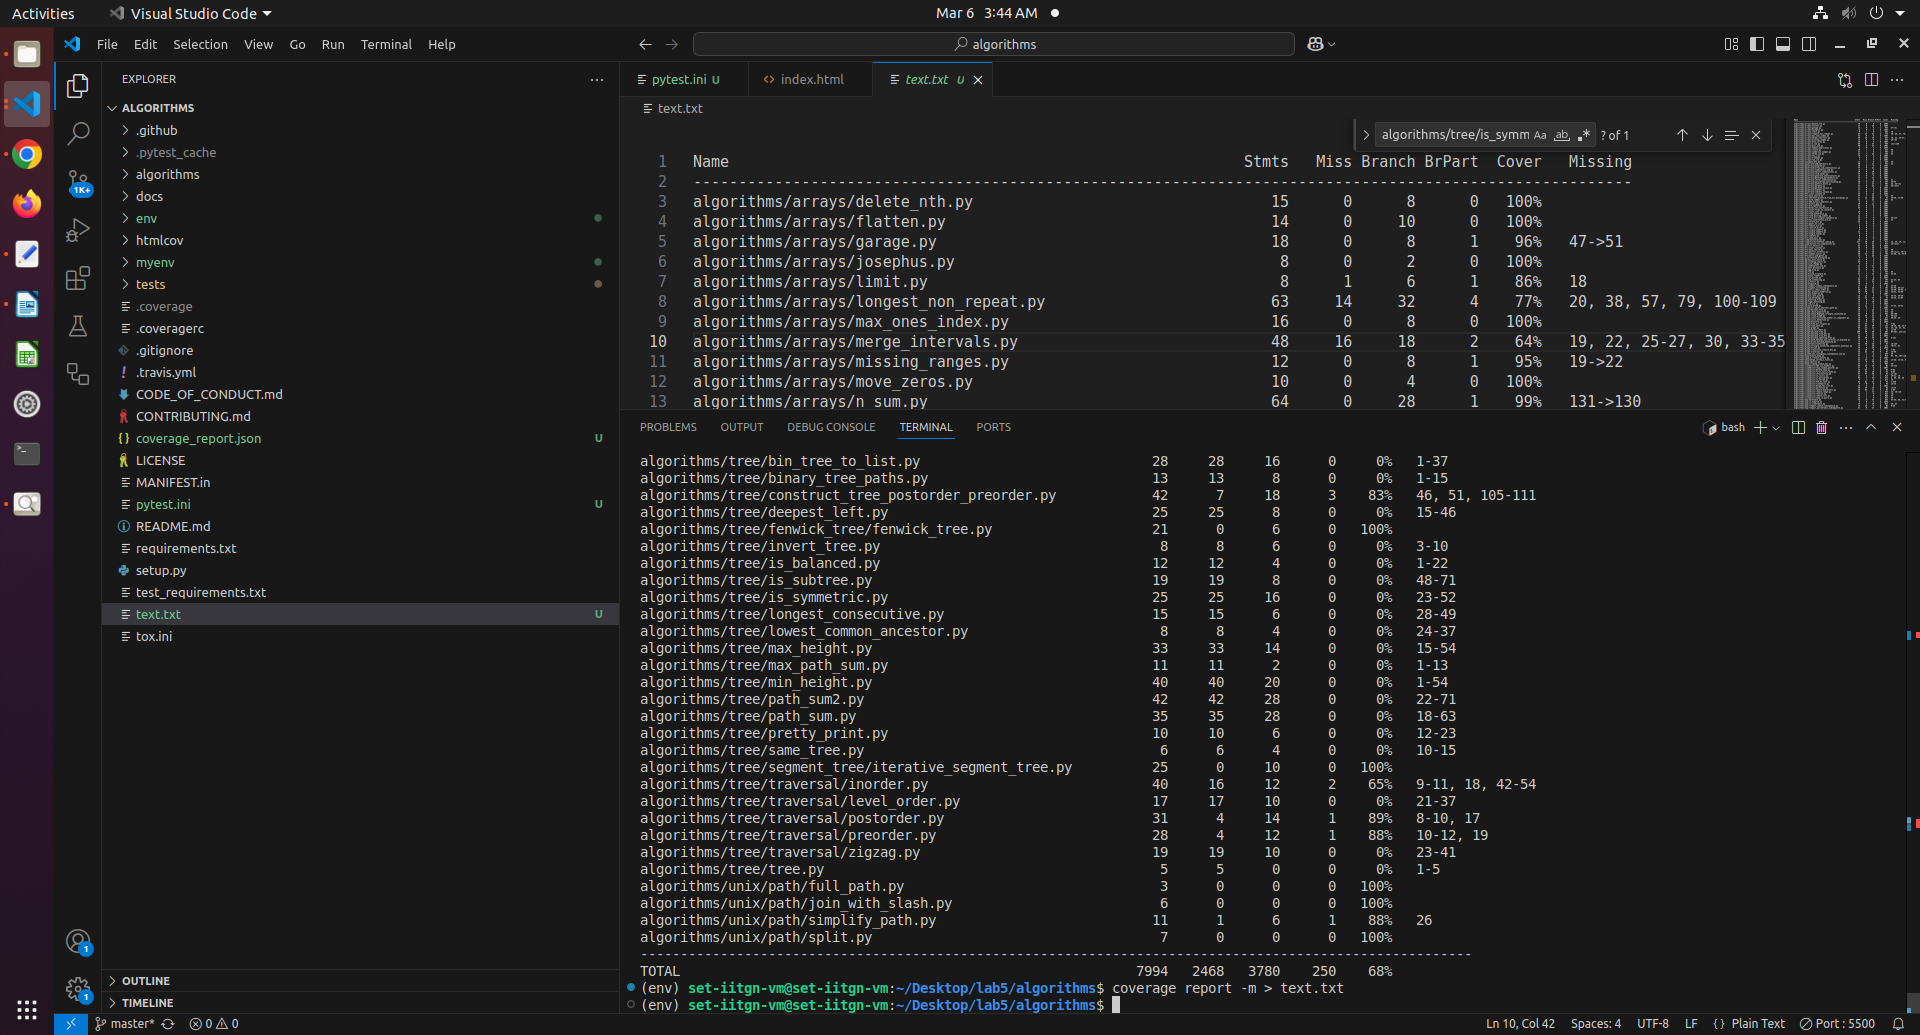 Activities
Visual Studio Code
Mar 6 3:44 AM
File Edit Selection View Go Run Terminal Help
algorithms
EXPLORER
ALGORITHMS
.github
.pytest_cache
algorithms
docs
env
htmlcov
myenv
tests
.coverage
.coveragerc
.gitignore
.travis.yml
CODE_OF_CONDUCT.md
CONTRIBUTING.md
coverage_report.json U
LICENSE
MANIFEST.in
pytest.ini U
README.md
requirements.txt
setup.py
test_requirements.txt
text.txt U
tox.ini
OUTLINE
TIMELINE
1K+
1
1
pytest.ini U
index.html
text.txt U
text.txt
algorithms/tree/is_symm Aa ab ? of 1
1 Name Stmts Miss Branch BrPart Cover Missing
2 --------------------------------------------------------------------------------------------------------
3 algorithms/arrays/delete_nth.py 15 0 8 0 100%
4 algorithms/arrays/flatten.py 14 0 10 0 100%
5 algorithms/arrays/garage.py 18 0 8 1 96% 47->51
6 algorithms/arrays/josephus.py 8 0 2 0 100%
7 algorithms/arrays/limit.py 8 1 6 1 86% 18
8 algorithms/arrays/longest_non_repeat.py 63 14 32 4 77% 20, 38, 57, 79, 100-109
9 algorithms/arrays/max_ones_index.py 16 0 8 0 100%
10 algorithms/arrays/merge_intervals.py 48 16 18 2 64% 19, 22, 25-27, 30, 33-35
11 algorithms/arrays/missing_ranges.py 12 0 8 1 95% 19->22
12 algorithms/arrays/move_zeros.py 10 0 4 0 100%
13 algorithms/arrays/n_sum.py 64 0 28 1 99% 131->130
PROBLEMS OUTPUT DEBUG CONSOLE TERMINAL PORTS
bash
algorithms/tree/bin_tree_to_list.py 28 28 16 0 0% 1-37
algorithms/tree/binary_tree_paths.py 13 13 8 0 0% 1-15
algorithms/tree/construct_tree_postorder_preorder.py 42 7 18 3 83% 46, 51, 105-111
algorithms/tree/deepest_left.py 25 25 8 0 0% 15-46
algorithms/tree/fenwick_tree/fenwick_tree.py 21 0 6 0 100%
algorithms/tree/invert_tree.py 8 8 6 0 0% 3-10
algorithms/tree/is_balanced.py 12 12 4 0 0% 1-22
algorithms/tree/is_subtree.py 19 19 8 0 0% 48-71
algorithms/tree/is_symmetric.py 25 25 16 0 0% 23-52
algorithms/tree/longest_consecutive.py 15 15 6 0 0% 28-49
algorithms/tree/lowest_common_ancestor.py 8 8 4 0 0% 24-37
algorithms/tree/max_height.py 33 33 14 0 0% 15-54
algorithms/tree/max_path_sum.py 11 11 2 0 0% 1-13
algorithms/tree/min_height.py 40 40 20 0 0% 1-54
algorithms/tree/path_sum2.py 42 42 28 0 0% 22-71
algorithms/tree/path_sum.py 35 35 28 0 0% 18-63
algorithms/tree/pretty_print.py 10 10 6 0 0% 12-23
algorithms/tree/same_tree.py 6 6 4 0 0% 10-15
algorithms/tree/segment_tree/iterative_segment_tree.py 25 0 10 0 100%
algorithms/tree/traversal/inorder.py 40 16 12 2 65% 9-11, 18, 42-54
algorithms/tree/traversal/level_order.py 17 17 10 0 0% 21-37
algorithms/tree/traversal/postorder.py 31 4 14 1 89% 8-10, 17
algorithms/tree/traversal/preorder.py 28 4 12 1 88% 10-12, 19
algorithms/tree/traversal/zigzag.py 19 19 10 0 0% 23-41
algorithms/tree/tree.py 5 5 0 0 0% 1-5
algorithms/unix/path/full_path.py 3 0 0 0 100%
algorithms/unix/path/join_with_slash.py 6 0 0 0 100%
algorithms/unix/path/simplify_path.py 11 1 6 1 88% 26
algorithms/unix/path/split.py 7 0 0 0 100%
--------------------------------------------------------------------------------------------------------
TOTAL 7994 2468 3780 250 68%
(env) set-iitgn-vm@set-iitgn-vm:~/Desktop/lab5/algorithms$ coverage report -m > text.txt
(env) set-iitgn-vm@set-iitgn-vm:~/Desktop/lab5/algorithms$
master* 0 0 Ln 10, Col 42 Spaces: 4 UTF-8 LF {} Plain Text Port : 5500